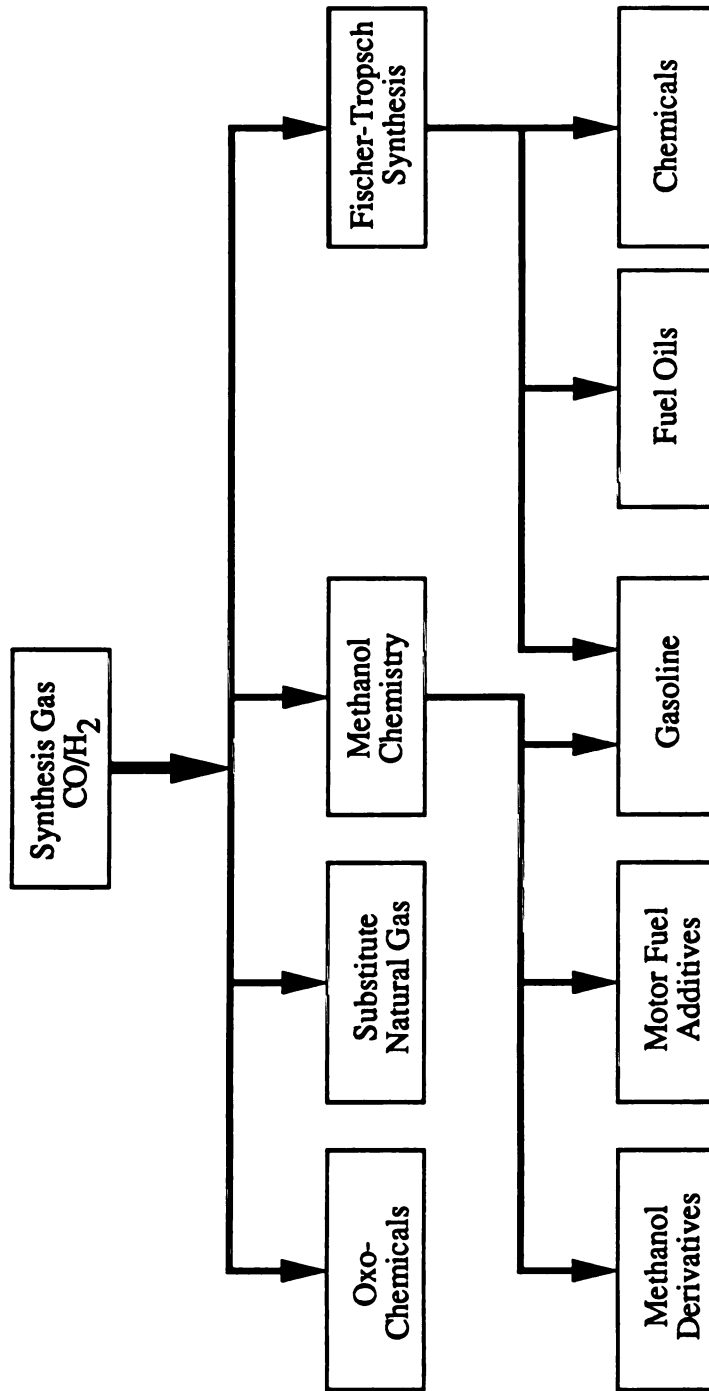 Synthesis Gas
CO/H₂
Oxo-
Chemicals
Substitute
Natural Gas
Methanol
Chemistry
Fischer-Tropsch
Synthesis
Methanol
Derivatives
Motor Fuel
Additives
Gasoline
Fuel Oils
Chemicals